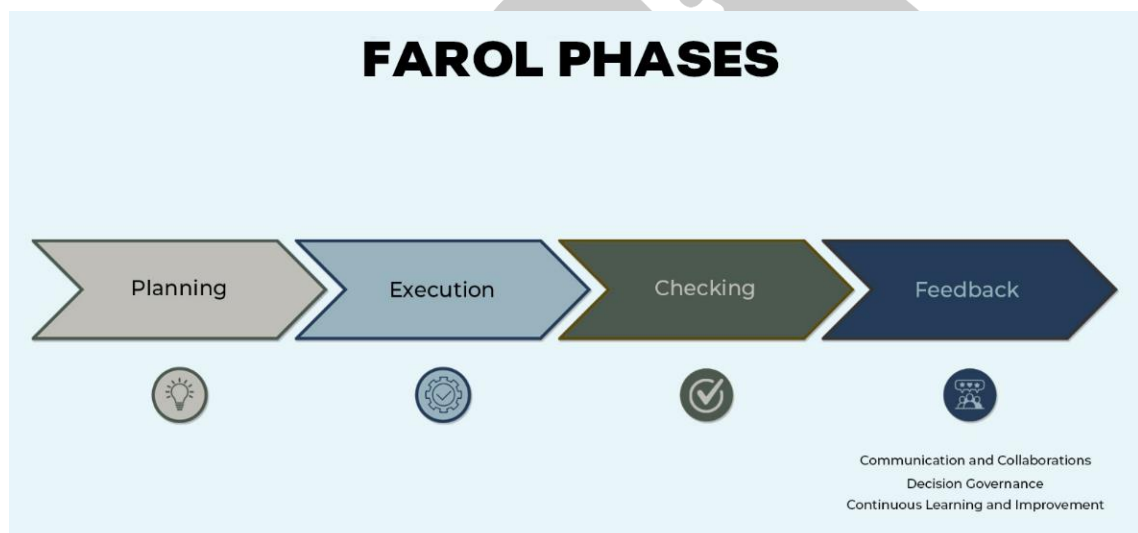 FAROL PHASES
Planning
Execution
Checking
Feedback
Communication and Collaborations
Decision Governance
Continuous Learning and Improvement